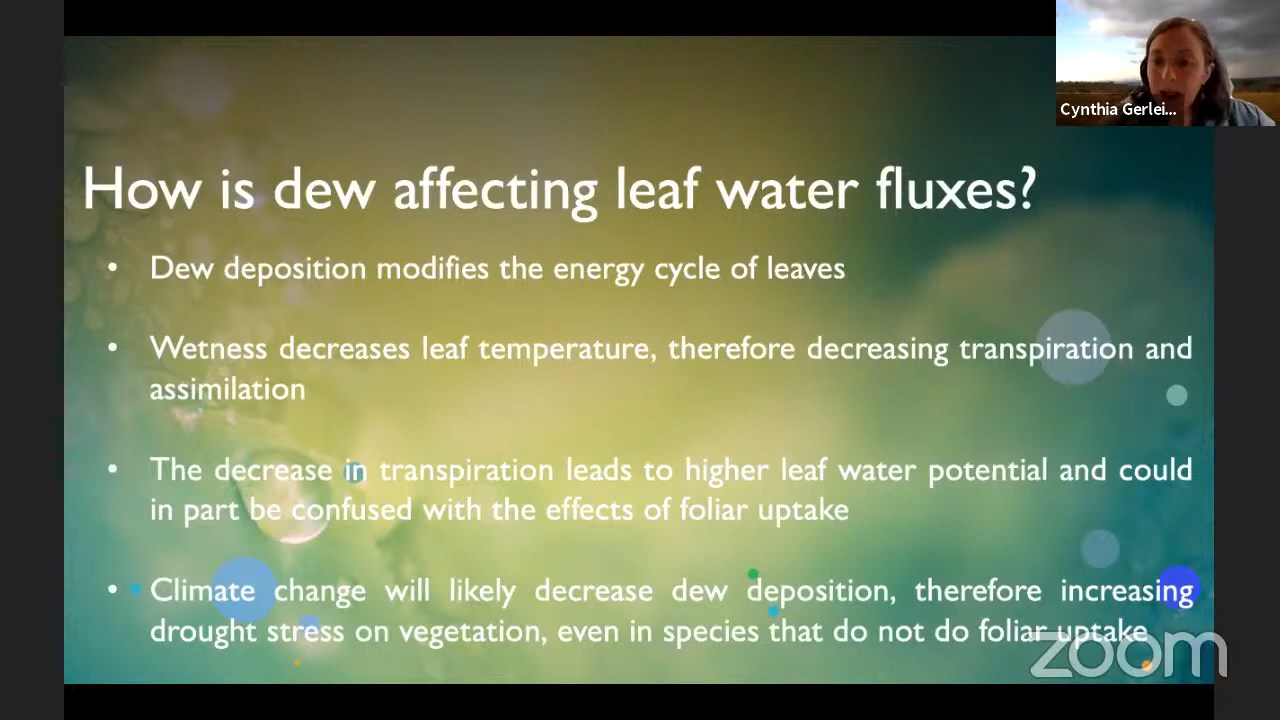 Cynthia Gerlei...
How is dew affecting leaf water fluxes?
• Dew deposition modifies the energy cycle of leaves
• Wetness decreases leaf temperature, therefore decreasing transpiration and
assimilation
• The decrease in transpiration leads to higher leaf water potential and could
in part be confused with the effects of foliar uptake
• Climate change will likely decrease dew deposition, therefore increasing
drought stress on vegetation, even in species that do not do foliar uptake
zoom